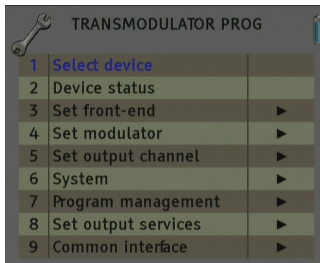 TRANSMODULATOR PROG
1 Select device
2 Device status
3 Set front-end ▶
4 Set modulator ▶
5 Set output channel ▶
6 System ▶
7 Program management ▶
8 Set output services ▶
9 Common interface ▶